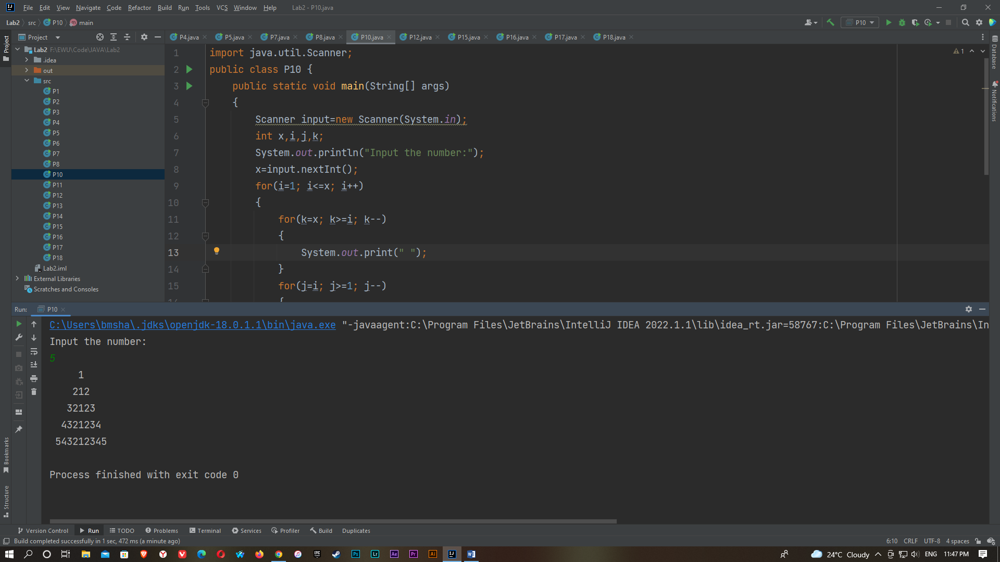 File Edit View Navigate Code Refactor Build Run Tools VCS Window Help Lab2 - P10.java
Lab2 src P10 main
P10
Project
P4.java P5.java P7.java P8.java P10.java P12.java P15.java P16.java P17.java P18.java
Project
Lab2 F:\EWU\Code\JAVA\Lab2
.idea
out
src
P1
P2
P3
P4
P5
P6
P7
P8
P10
P11
P12
P13
P14
P15
P16
P17
P18
Lab2.iml
External Libraries
Scratches and Consoles
1 import java.util.Scanner;
2 public class P10 {
3 public static void main(String[] args)
4 {
5 Scanner input=new Scanner(System.in);
6 int x,i,j,k;
7 System.out.println("Input the number:");
8 x=input.nextInt();
9 for(i=1; i<=x; i++)
10 {
11 for(k=x; k>=i; k--)
12 {
13 System.out.print(" ");
14 }
15 for(j=i; j>=1; j--)
16 {
1
Database
Notifications
Run: P10
C:\Users\bmsha\.jdks\openjdk-18.0.1.1\bin\java.exe "-javaagent:C:\Program Files\JetBrains\IntelliJ IDEA 2022.1.1\lib\idea_rt.jar=58767:C:\Program Files\JetBrains\In
Input the number:
5
1
212
32123
4321234
543212345
Process finished with exit code 0
Bookmarks
Structure
Version Control Run TODO Problems Terminal Services Profiler Build Duplicates
Build completed successfully in 1 sec, 472 ms (a minute ago) 6:10 CRLF UTF-8 4 spaces
Ps Lr Ae Pr Ai 24°C Cloudy ENG 11:47 PM